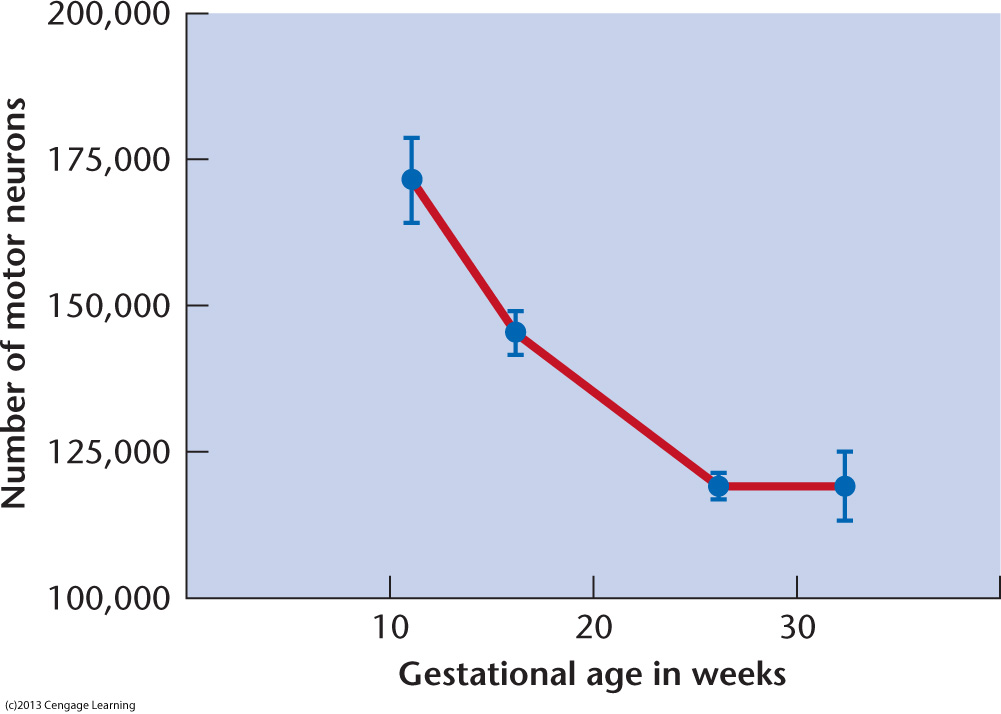 200,000
175,000
150,000
125,000
100,000
Number of motor neurons
10 20 30
Gestational age in weeks
(c)2013 Cengage Learning